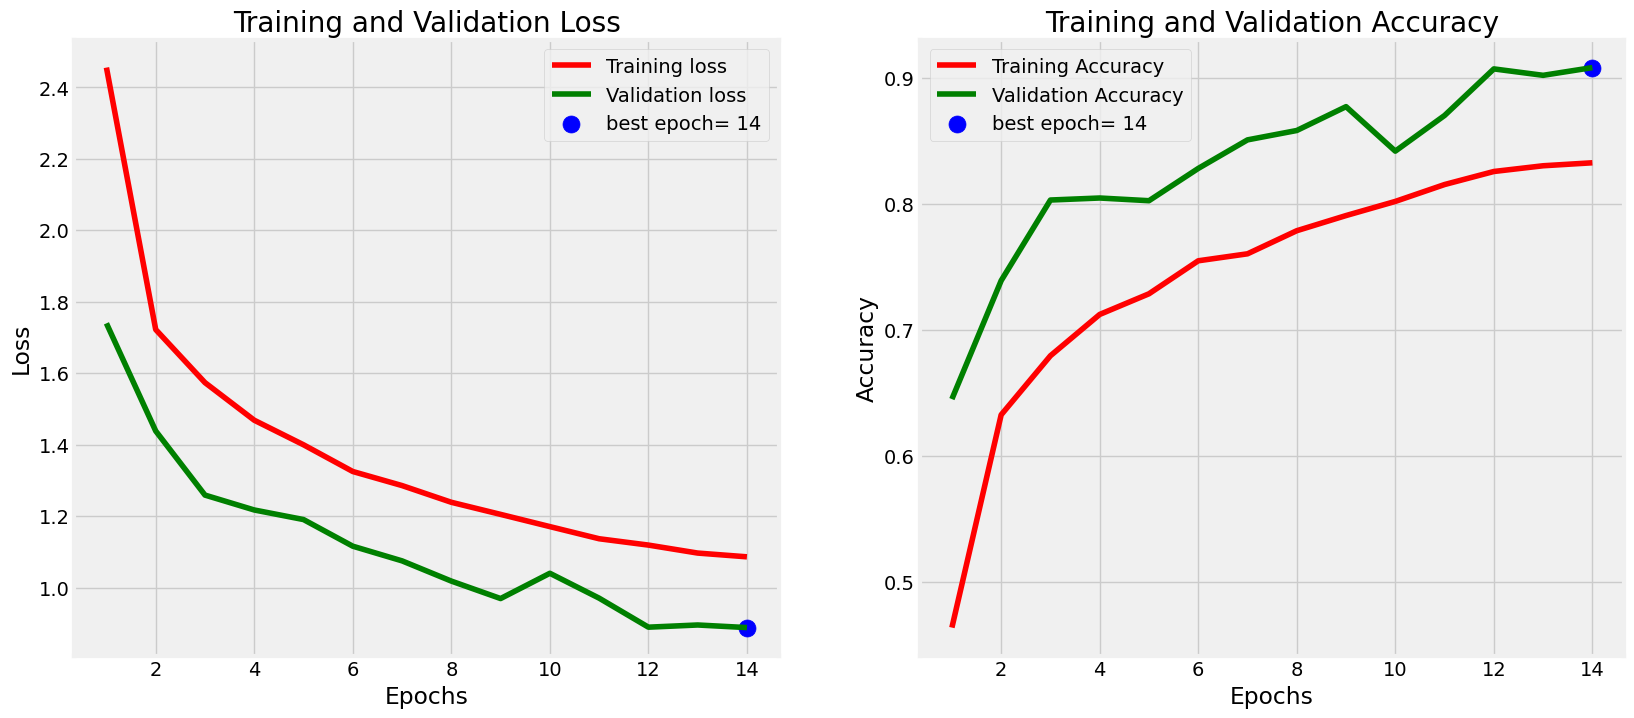 Training and Validation Loss
Training loss
Validation loss
best epoch= 14
2.4
2.2
2.0
1.8
1.6
1.4
1.2
1.0
Loss
2 4 6 8 10 12 14
Epochs
Training and Validation Accuracy
Training Accuracy
Validation Accuracy
best epoch= 14
0.9
0.8
0.7
0.6
0.5
Accuracy
2 4 6 8 10 12 14
Epochs